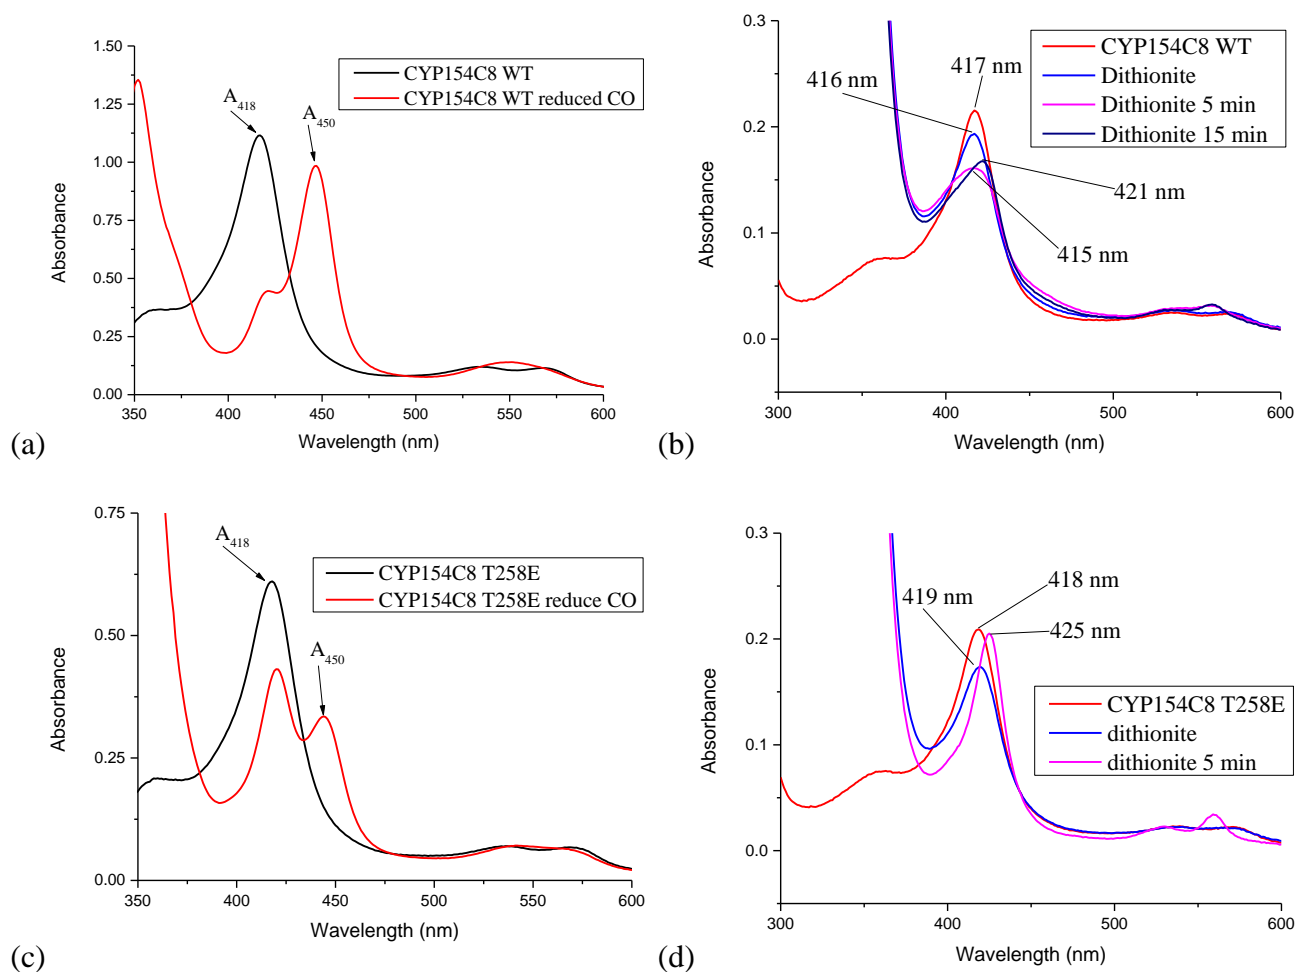 1.50
1.25
1.00
0.75
0.50
0.25
0.00
350
400
450
500
550
600
Absorbance
Wavelength (nm)
CYP154C8 WT
CYP154C8 WT reduced CO
A418
A450
(a)
0.3
0.2
0.1
0.0
300
400
500
600
Absorbance
Wavelength (nm)
CYP154C8 WT
Dithionite
Dithionite 5 min
Dithionite 15 min
417 nm
416 nm
421 nm
415 nm
(b)
0.75
0.50
0.25
0.00
350
400
450
500
550
600
Absorbance
Wavelength (nm)
CYP154C8 T258E
CYP154C8 T258E reduce CO
A418
A450
(c)
0.3
0.2
0.1
0.0
300
400
500
600
Absorbance
Wavelength (nm)
418 nm
419 nm
425 nm
CYP154C8 T258E
dithionite
dithionite 5 min
(d)